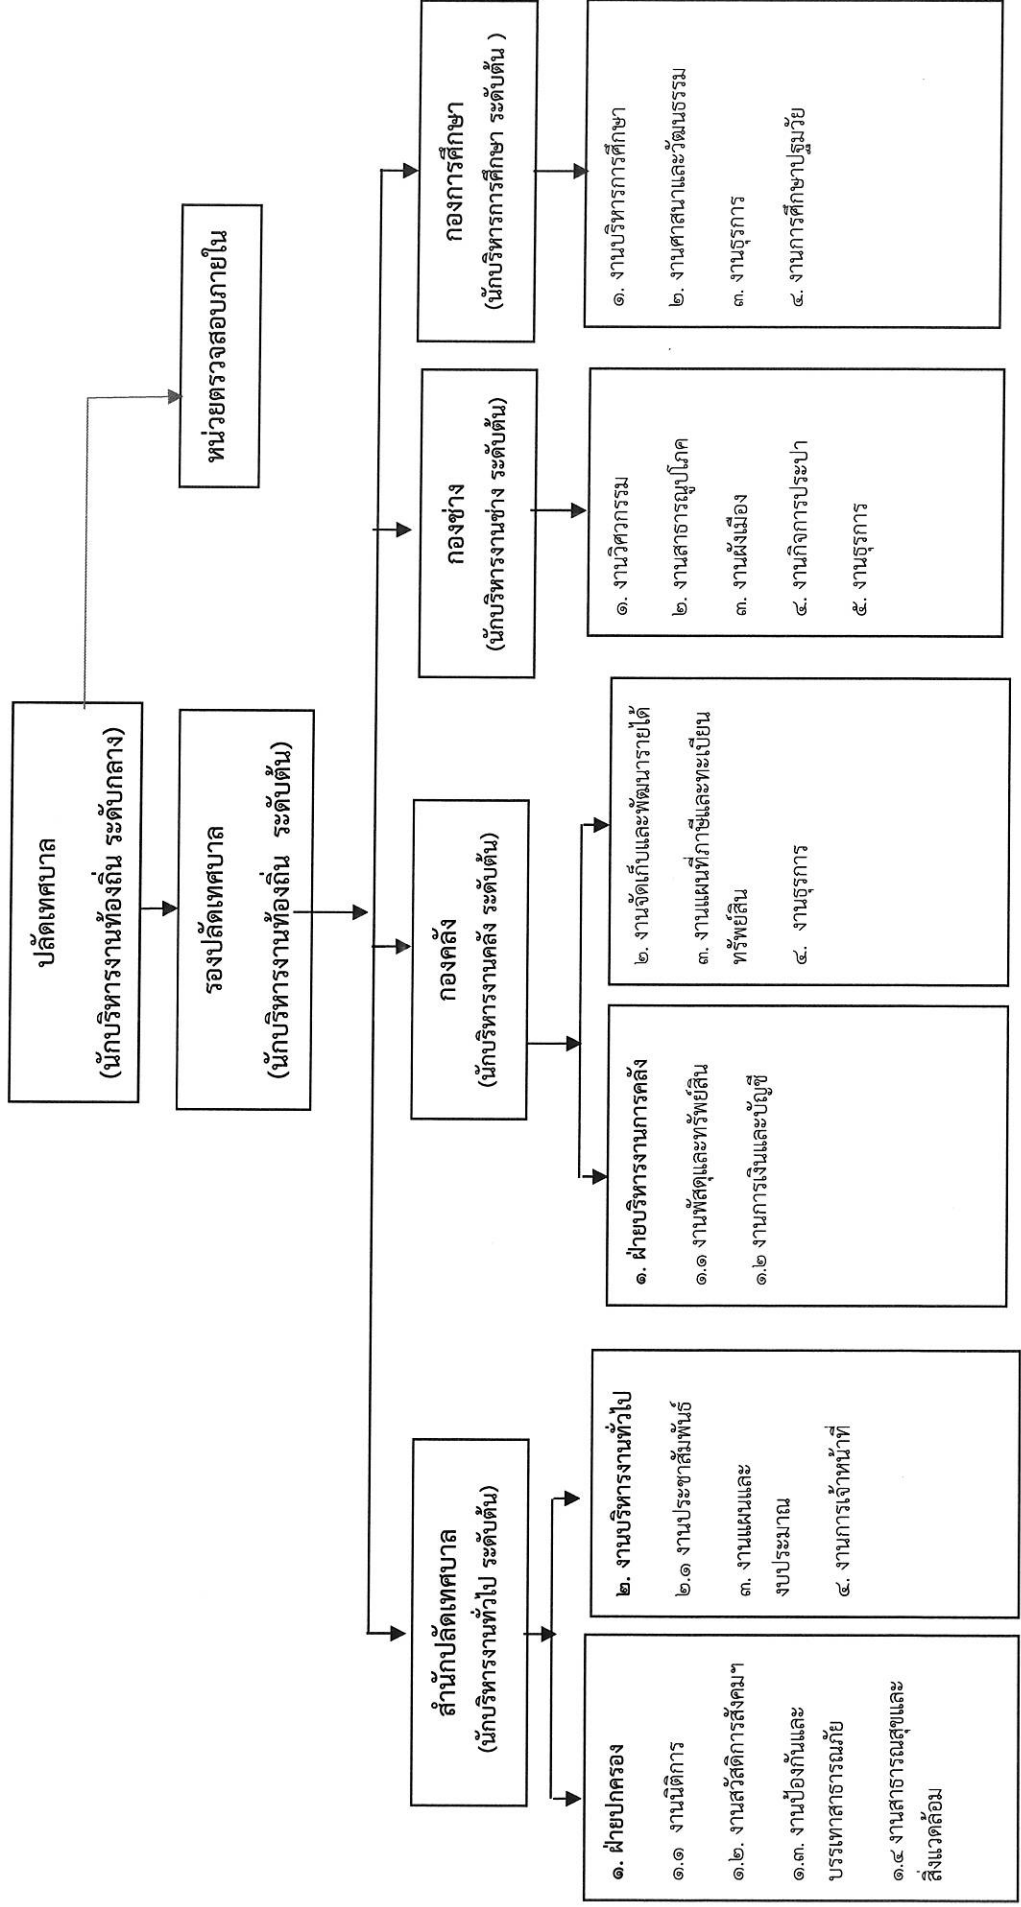 ปลัดเทศบาล
(นักบริหารงานท้องถิ่น ระดับกลาง)
หน่วยตรวจสอบภายใน
รองปลัดเทศบาล
(นักบริหารงานท้องถิ่น ระดับต้น)
สำนักปลัดเทศบาล
(นักบริหารงานทั่วไป ระดับต้น)
กองคลัง
(นักบริหารงานคลัง ระดับต้น)
กองช่าง
(นักบริหารงานช่าง ระดับต้น)
กองการศึกษา
(นักบริหารการศึกษา ระดับต้น )
๑. ฝ่ายปกครอง
๑.๑ งานนิติการ
๑.๒. งานสวัสดิการสังคมฯ
๑.๓. งานป้องกันและ
บรรเทาสาธารณภัย
๑.๔ งานสาธารณสุขและ
สิ่งแวดล้อม
๒. งานบริหารงานทั่วไป
๒.๑ งานประชาสัมพันธ์
๓. งานแผนและ
งบประมาณ
๔. งานการเจ้าหน้าที่
๑. ฝ่ายบริหารงานการคลัง
๑.๑ งานพัสดุและทรัพย์สิน
๑.๒ งานการเงินและบัญชี
๒. งานจัดเก็บและพัฒนารายได้
๓. งานแผนที่ภาษีและทะเบียน
ทรัพย์สิน
๔. งานธุรการ
๑. งานวิศวกรรม
๒. งานสาธารณูปโภค
๓. งานผังเมือง
๔. งานกิจการประปา
๕. งานธุรการ
๑. งานบริหารการศึกษา
๒. งานศาสนาและวัฒนธรรม
๓. งานธุรการ
๔. งานการศึกษาปฐมวัย